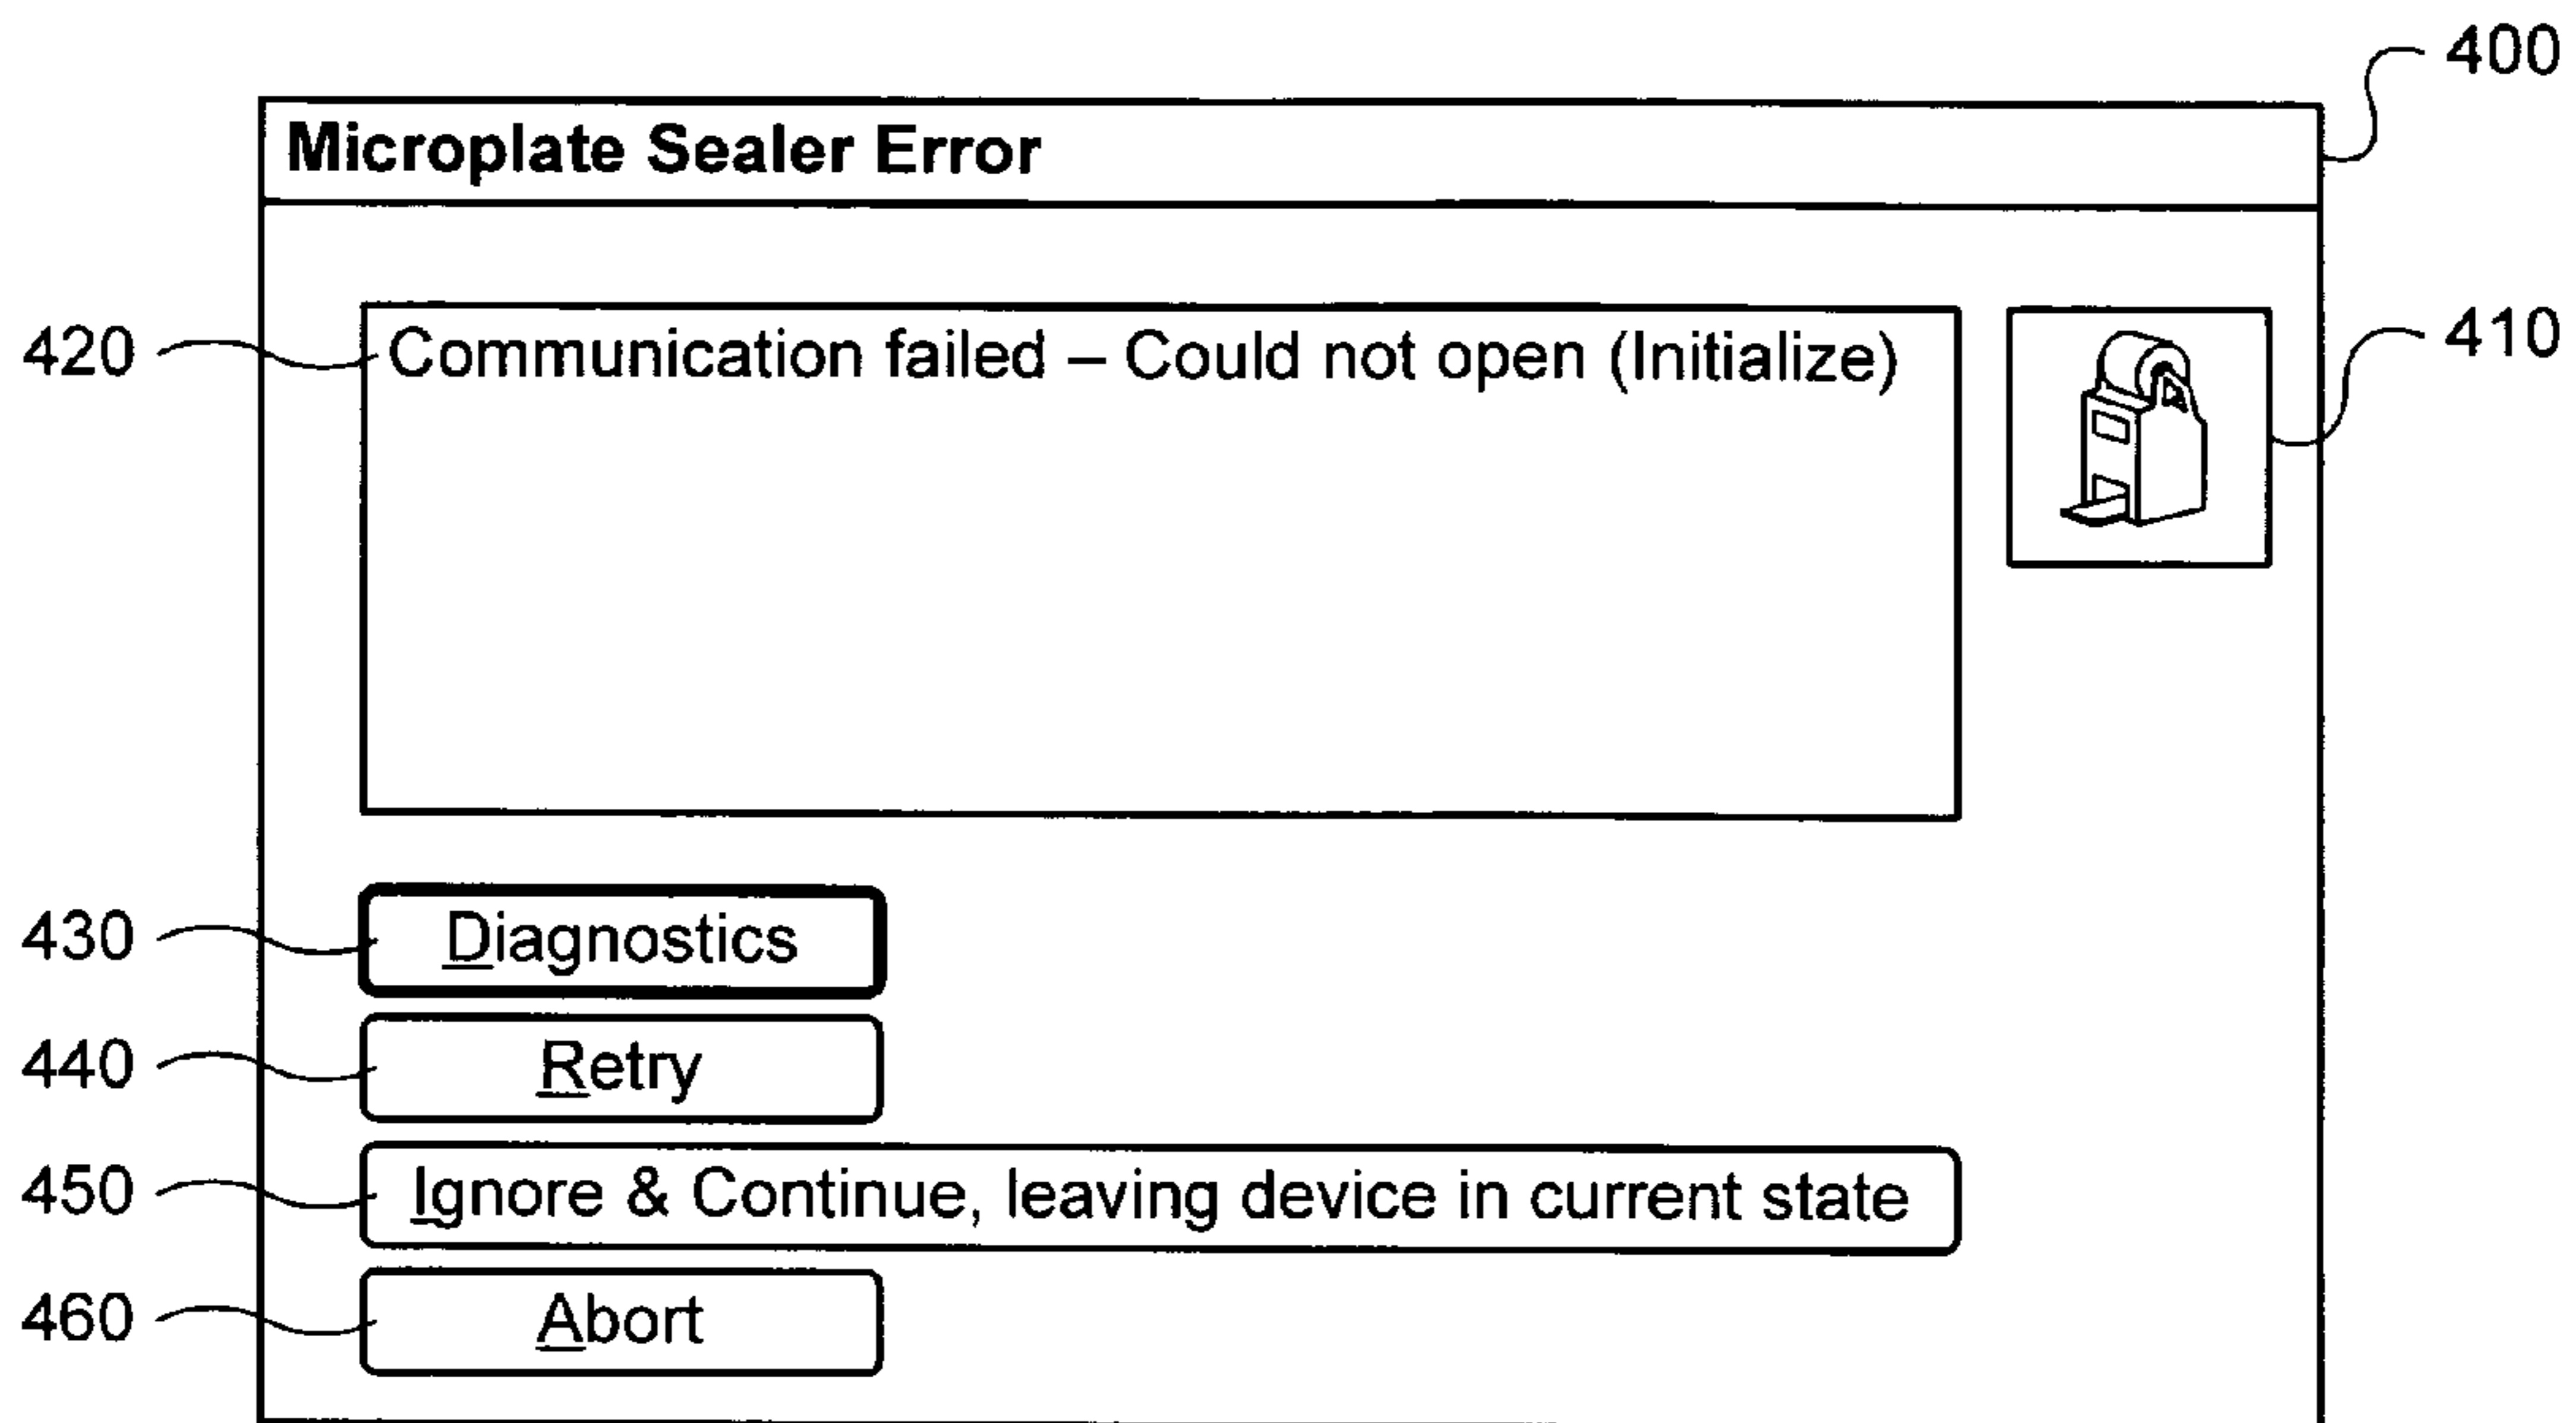 400
Microplate Sealer Error
420
Communication failed – Could not open (Initialize)
410
430
Diagnostics
440
Retry
450
Ignore & Continue, leaving device in current state
460
Abort